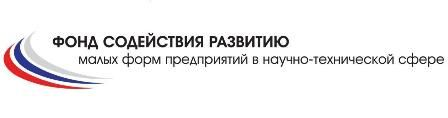 ФОНД СОДЕЙСТВИЯ РАЗВИТИЮ
малых форм предприятий в научно-технической сфере